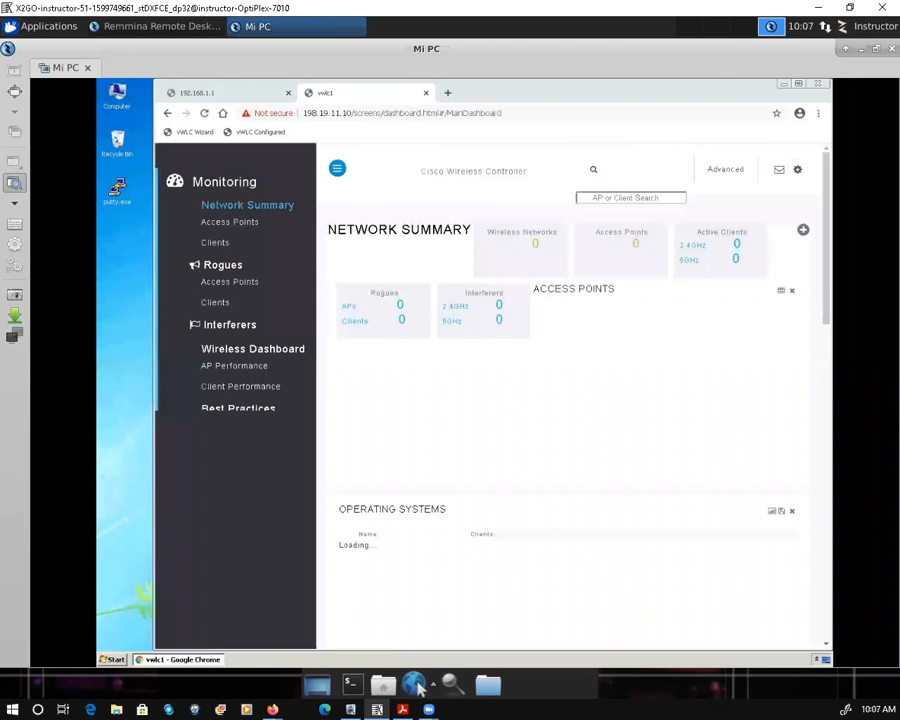 X2GO-instructor-51-1599749661_stDXFCE_dp32@instructor-OptiPlex-7010
Applications
Remmina Remote Desk...
Mi PC
10:07
Instructor
Mi PC
Mi PC
Computer
Recycle Bin
putty.exe
192.168.1.1
vwlc1
Not secure
198.19.11.10/screens/dashboard.html#/MainDashboard
vWLC Wizard
vWLC Configured
Monitoring
Network Summary
Access Points
Clients
Rogues
Access Points
Clients
Interferers
Wireless Dashboard
AP Performance
Client Performance
Best Practices
Cisco Wireless Controller
Advanced
AP or Client Search
NETWORK SUMMARY
Wireless Networks
0
Access Points
0
Active Clients
2.4GHz 0
5GHz 0
Rogues
APs 0
Clients 0
Interferers
2.4GHz 0
5GHz 0
ACCESS POINTS
OPERATING SYSTEMS
Name
Clients
Loading...
Start
vwlc1 - Google Chrome
10:07 AM